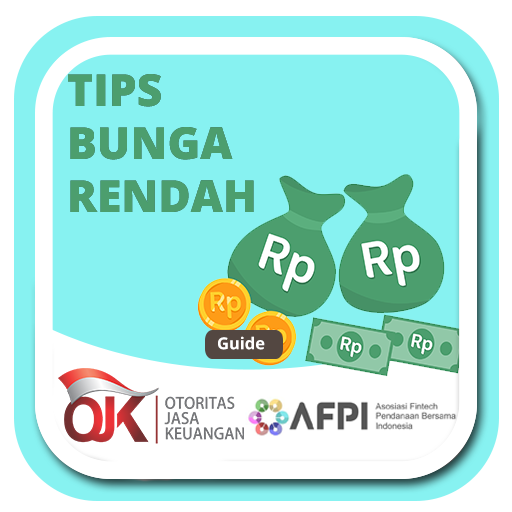 TIPS
BUNGA
RENDAH
Rp
Rp
Rp
Rp
Rp
Rp
Guide
OJK
OTORITAS
JASA
KEUANGAN
AFPI
Asosiasi Fintech
Pendanaan Bersama
Indonesia